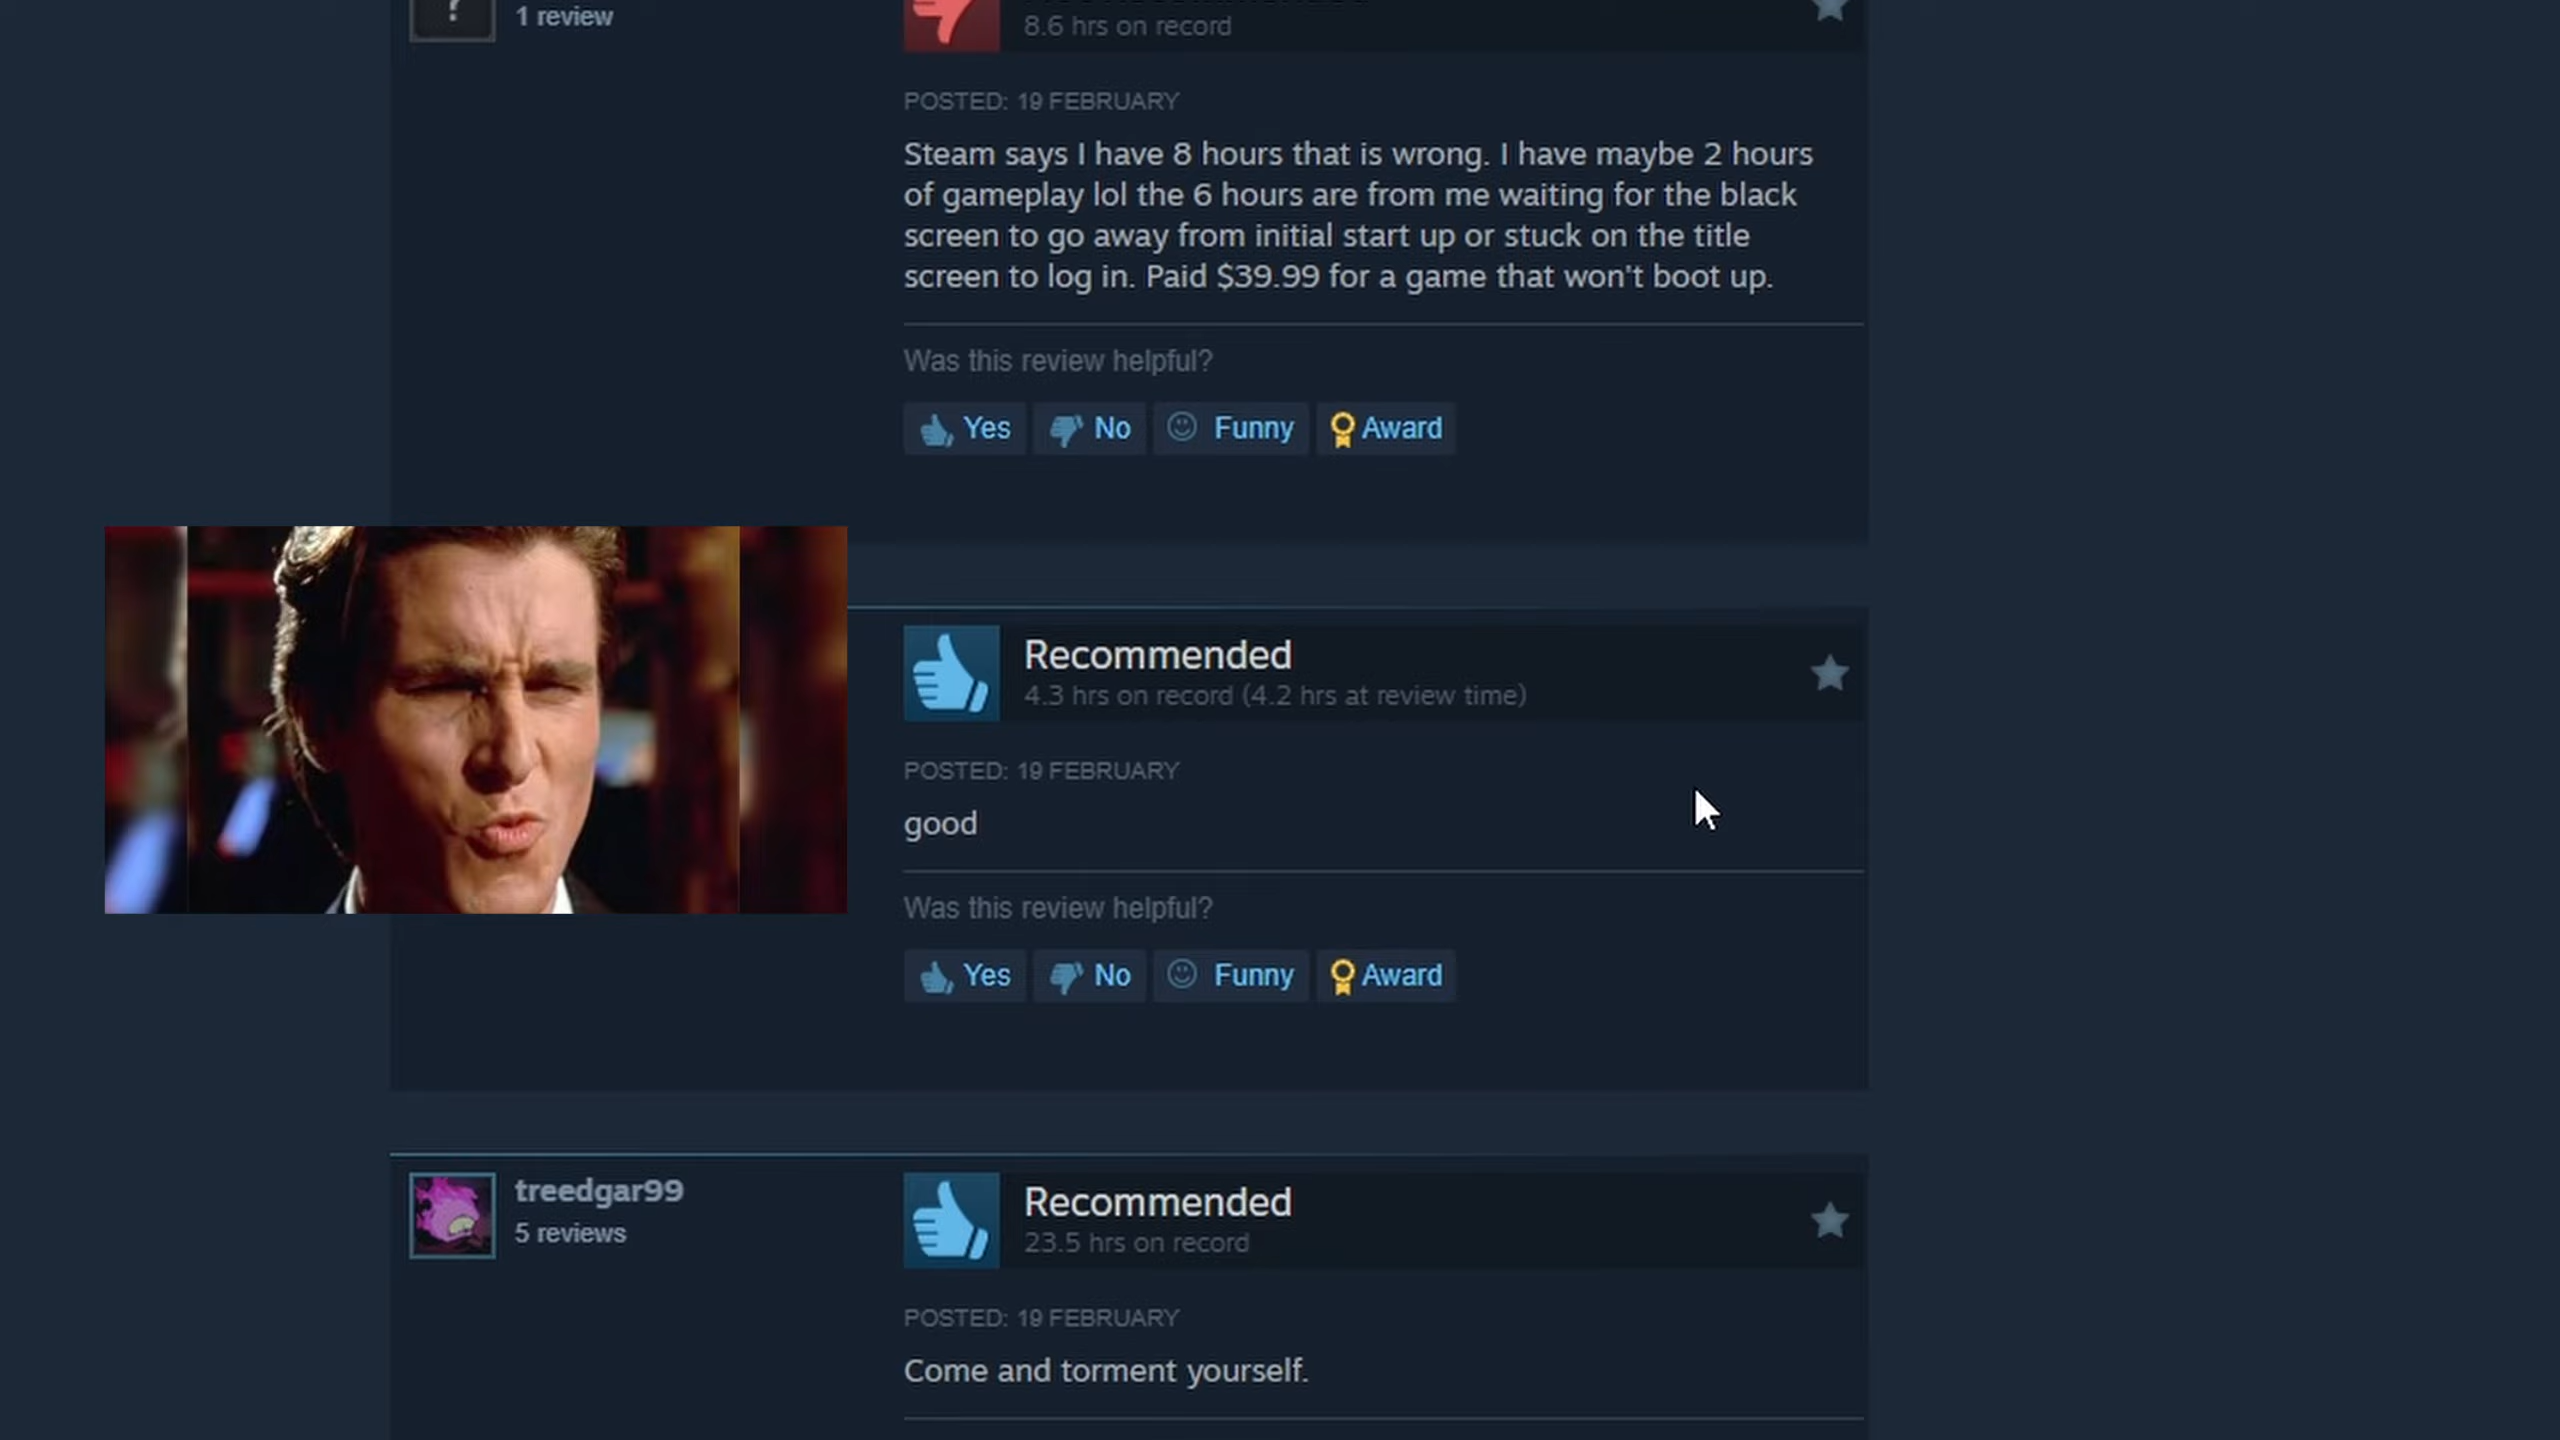 ?
1 review
8.6 hrs on record
POSTED: 19 FEBRUARY
Steam says I have 8 hours that is wrong. I have maybe 2 hours
of gameplay lol the 6 hours are from me waiting for the black
screen to go away from initial start up or stuck on the title
screen to log in. Paid $39.99 for a game that won't boot up.
Was this review helpful?
Yes No Funny Award
Recommended
4.3 hrs on record (4.2 hrs at review time)
POSTED: 19 FEBRUARY
good
Was this review helpful?
Yes No Funny Award
treedgar99
5 reviews
Recommended
23.5 hrs on record
POSTED: 19 FEBRUARY
Come and torment yourself.